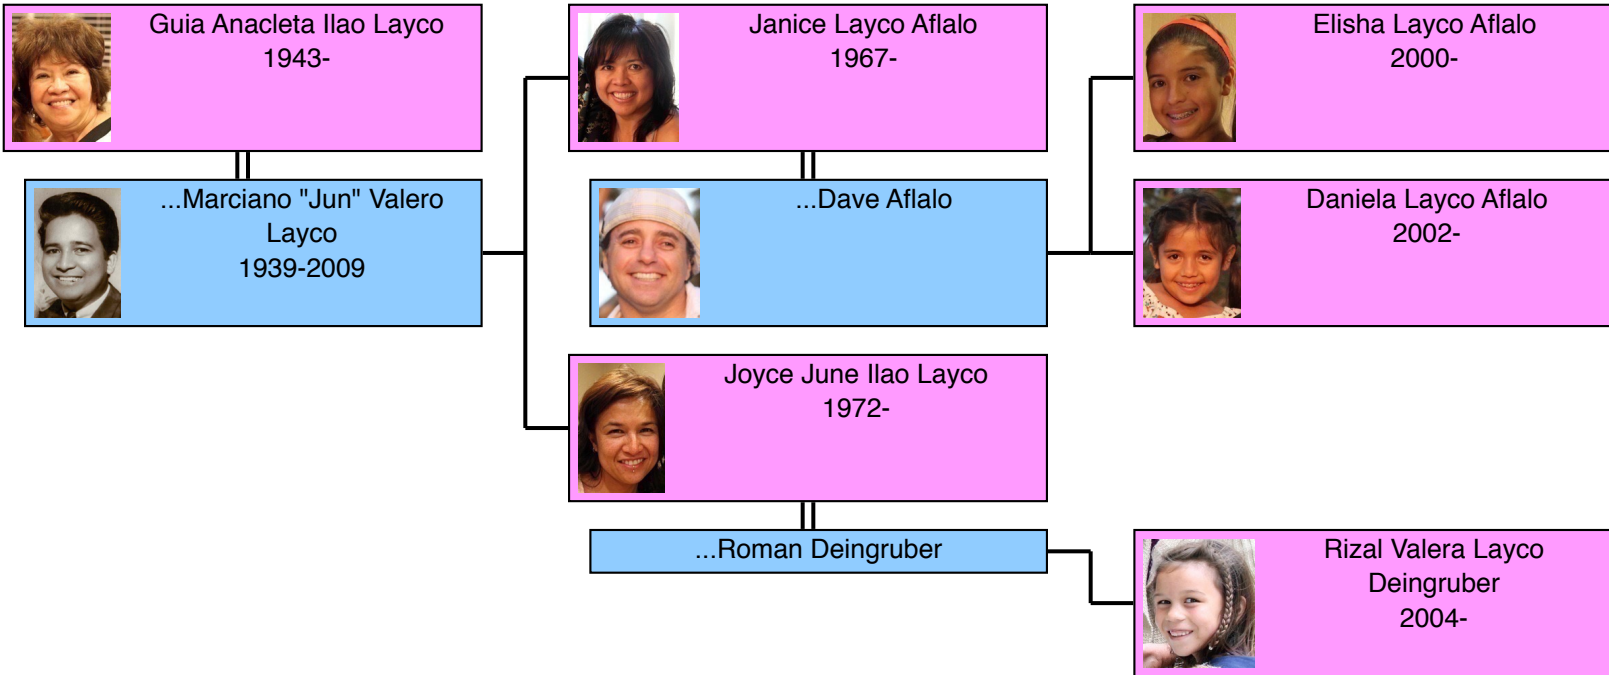 Guia Anacleta Ilao Layco
1943-
...Marciano "Jun" Valero
Layco
1939-2009
Janice Layco Aflalo
1967-
...Dave Aflalo
Joyce June Ilao Layco
1972-
...Roman Deingruber
Elisha Layco Aflalo
2000-
Daniela Layco Aflalo
2002-
Rizal Valera Layco
Deingruber
2004-